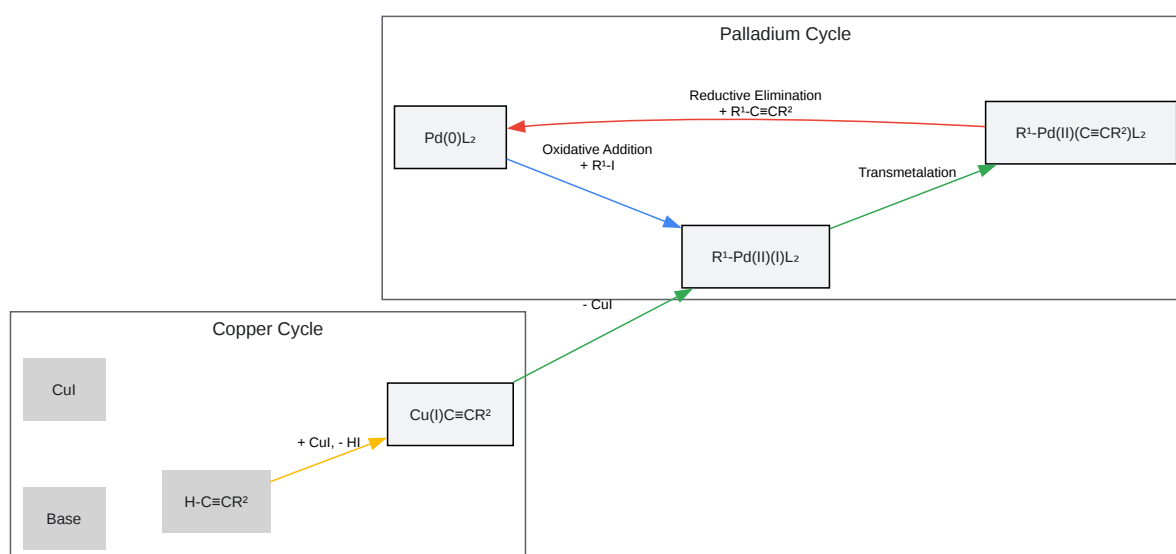 Palladium Cycle
Reductive Elimination
+ R¹-C≡CR²
Pd(0)L₂
R¹-Pd(II)(C≡CR²)L₂
Oxidative Addition
+ R¹-I
Transmetalation
R¹-Pd(II)(I)L₂
- CuI
Copper Cycle
CuI
Cu(I)C≡CR²
+ CuI, - HI
H-C≡CR²
Base